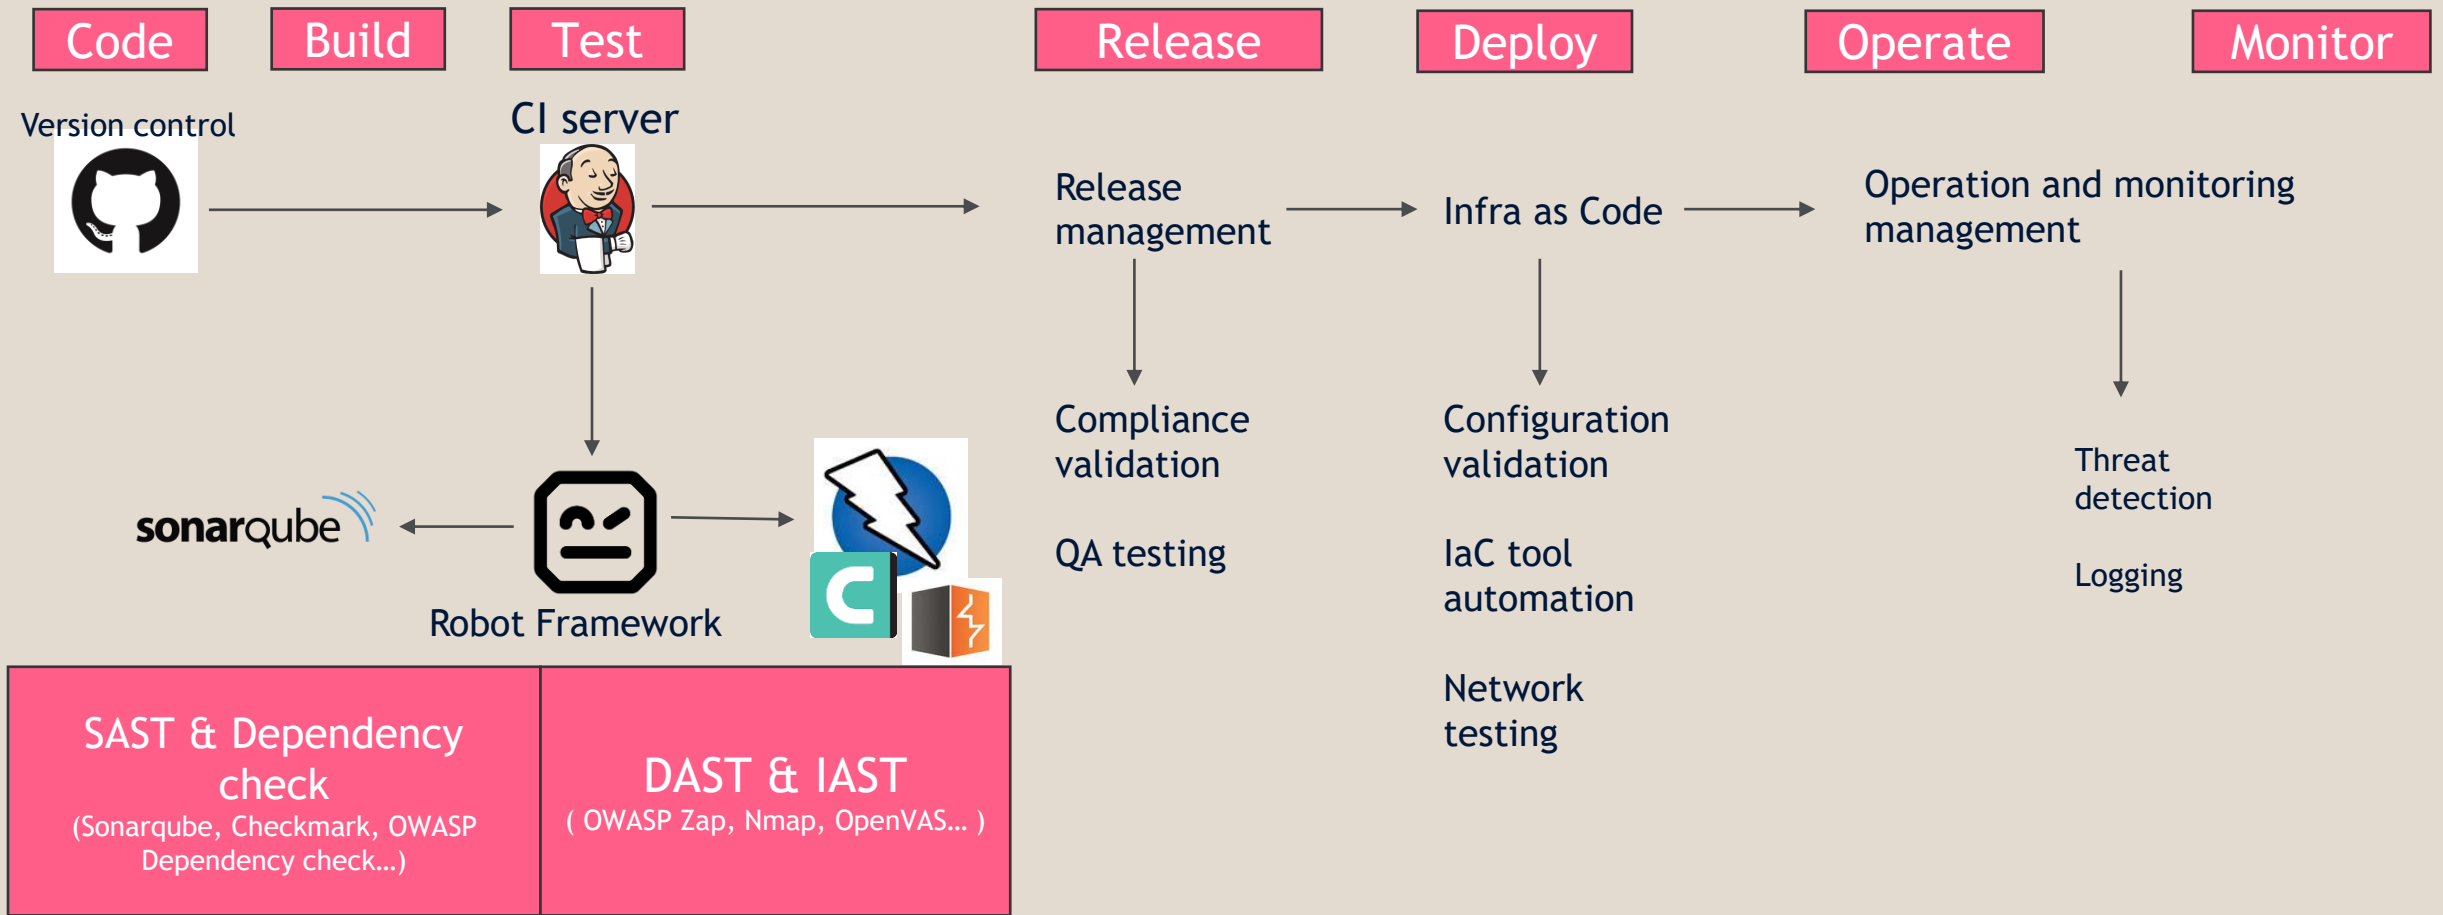 Code
Build
Test
Release
Deploy
Operate
Monitor
Version control
CI server
Release
management
Infra as Code
Operation and monitoring
management
sonarqube
Robot Framework
C
Compliance
validation
QA testing
Configuration
validation
IaC tool
automation
Network
testing
Threat
detection
Logging
SAST & Dependency
check
(Sonarqube, Checkmark, OWASP
Dependency check…)
DAST & IAST
( OWASP Zap, Nmap, OpenVAS… )